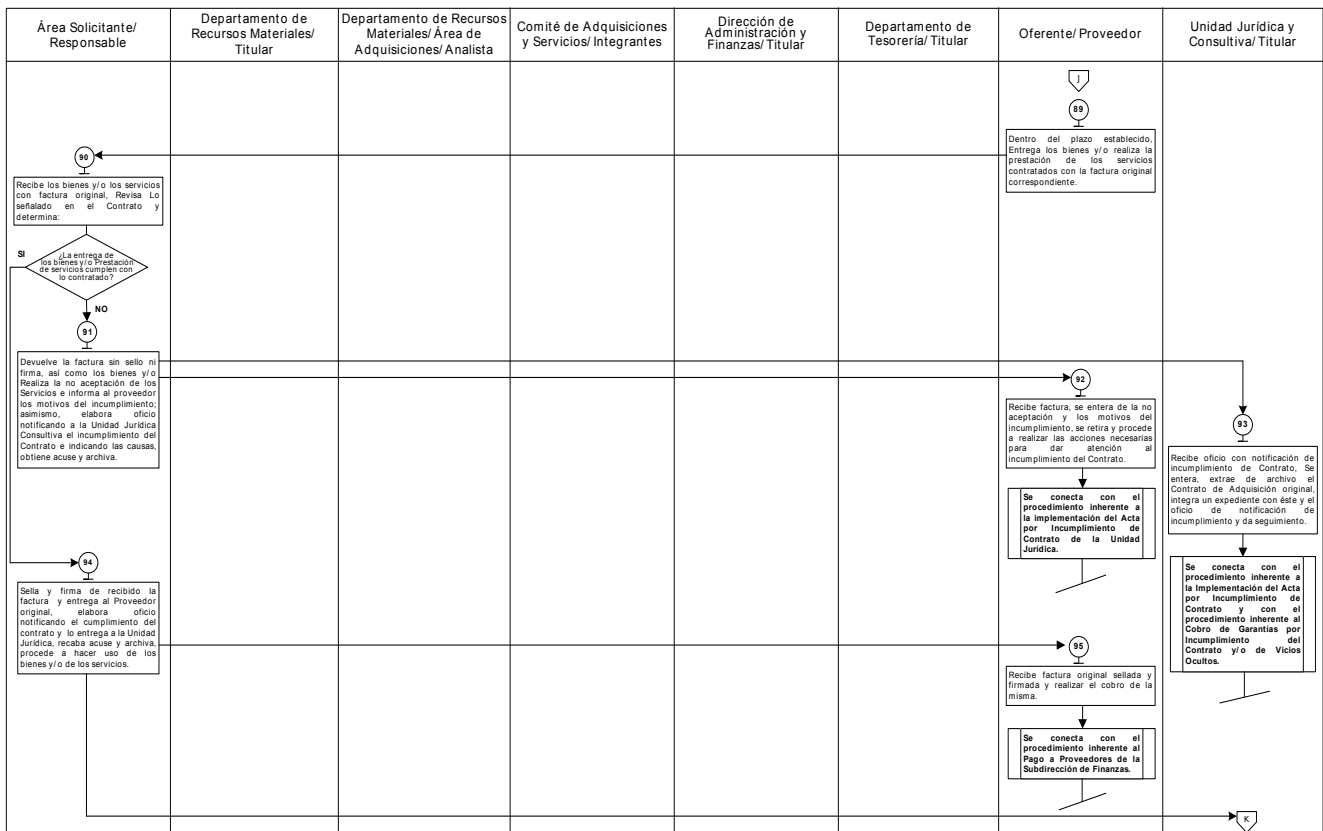 Área Solicitante/
Responsable
Departamento de
Recursos Materiales/
Titular
Departamento de Recursos
Materiales/ Área de
Adquisiciones/ Analista
Comité de Adquisiciones
y Servicios/ Integrantes
Dirección de
Administración y
Finanzas/ Titular
Departamento de
Tesorería/ Titular
Oferente/ Proveedor
Unidad Jurídica y
Consultiva/ Titular
J
89
Dentro del plazo establecido,
Entrega los bienes y/o realiza la
prestación de los servicios
contratados con la factura original
correspondiente.
90
Recibe los bienes y/o los servicios
con factura original, Revisa Lo
señalado en el Contrato y
determina:
SI
¿La entrega de
los bienes y/o Prestación
de servicios cumplen con
lo contratado?
NO
91
Devuelve la factura sin sello ni
firma, así como los bienes y/o
Realiza la no aceptación de los
Servicios e informa al proveedor
los motivos del incumplimiento;
asimismo, elabora oficio
notificando a la Unidad Jurídica
Consultiva el incumplimiento del
Contrato e indicando las causas,
obtiene acuse y archiva.
92
Recibe factura, se entera de la no
aceptación y los motivos del
incumplimiento, se retira y procede
a realizar las acciones necesarias
para dar atención al
incumplimiento del Contrato.
Se conecta con el
procedimiento inherente a
la implementación del Acta
por Incumplimiento de
Contrato de la Unidad
Jurídica.
93
Recibe oficio con notificación de
incumplimiento de Contrato, Se
entera, extrae de archivo el
Contrato de Adquisición original,
integra un expediente con éste y el
oficio de notificación de
incumplimiento y da seguimiento.
Se conecta con el
procedimiento inherente a
la Implementación del Acta
por Incumplimiento de
Contrato y con el
procedimiento inherente al
Cobro de Garantías por
Incumplimiento del
Contrato y/o de Vicios
Ocultos.
94
Sella y firma de recibido la
factura y entrega al Proveedor
original, elabora oficio
notificando el cumplimiento del
contrato y lo entrega a la Unidad
Jurídica, recaba acuse y archiva,
procede a hacer uso de los
bienes y/o de los servicios.
95
Recibe factura original sellada y
firmada y realizar el cobro de la
misma.
Se conecta con el
procedimiento inherente al
Pago a Proveedores de la
Subdirección de Finanzas.
K